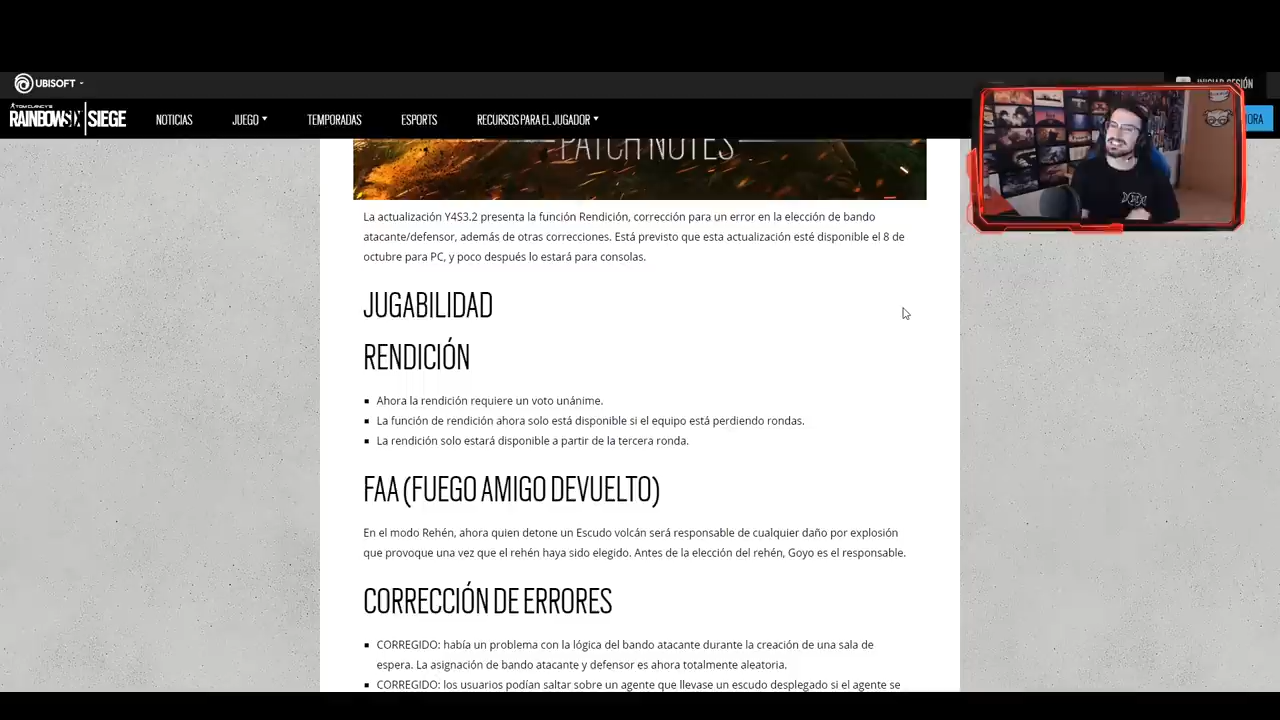 UBISOFT
INICIAR SESIÓN
TOM CLANCY'S
RAINBOW SIX | SIEGE
NOTICIAS
JUEGO
TEMPORADAS
ESPORTS
RECURSOS PARA EL JUGADOR
PATCH NOTES
La actualización Y4S3.2 presenta la función Rendición, corrección para un error en la elección de bando
atacante/defensor, además de otras correcciones. Está previsto que esta actualización esté disponible el 8 de
octubre para PC, y poco después lo estará para consolas.
JUGABILIDAD
RENDICIÓN
▪ Ahora la rendición requiere un voto unánime.
▪ La función de rendición ahora solo está disponible si el equipo está perdiendo rondas.
▪ La rendición solo estará disponible a partir de la tercera ronda.
FAA (FUEGO AMIGO DEVUELTO)
En el modo Rehén, ahora quien detone un Escudo volcán será responsable de cualquier daño por explosión
que provoque una vez que el rehén haya sido elegido. Antes de la elección del rehén, Goyo es el responsable.
CORRECCIÓN DE ERRORES
▪ CORREGIDO: había un problema con la lógica del bando atacante durante la creación de una sala de
espera. La asignación de bando atacante y defensor es ahora totalmente aleatoria.
▪ CORREGIDO: los usuarios podían saltar sobre un agente que llevase un escudo desplegado si el agente se